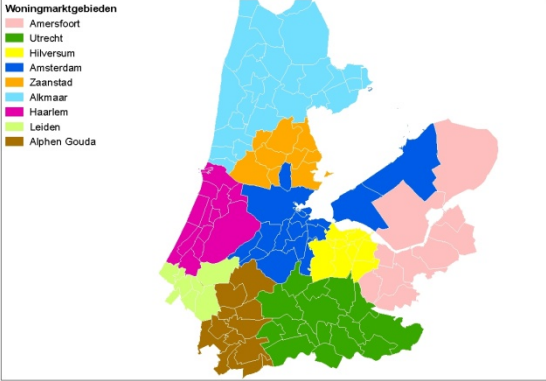 Woningmarktgebieden
Amersfoort
Utrecht
Hilversum
Amsterdam
Zaanstad
Alkmaar
Haarlem
Leiden
Alphen Gouda